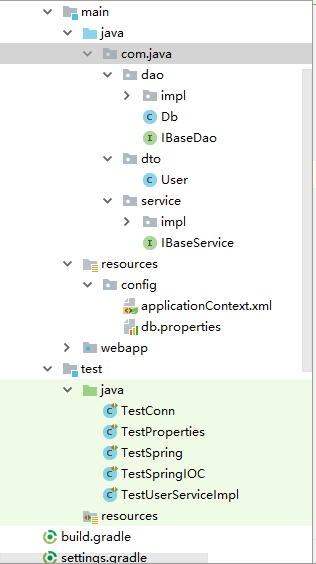 main
java
com.java
dao
impl
Db
IBaseDao
dto
User
service
impl
IBaseService
resources
config
applicationContext.xml
db.properties
webapp
test
java
TestConn
TestProperties
TestSpring
TestSpringIOC
TestUserServiceImpl
resources
build.gradle
settings.gradle